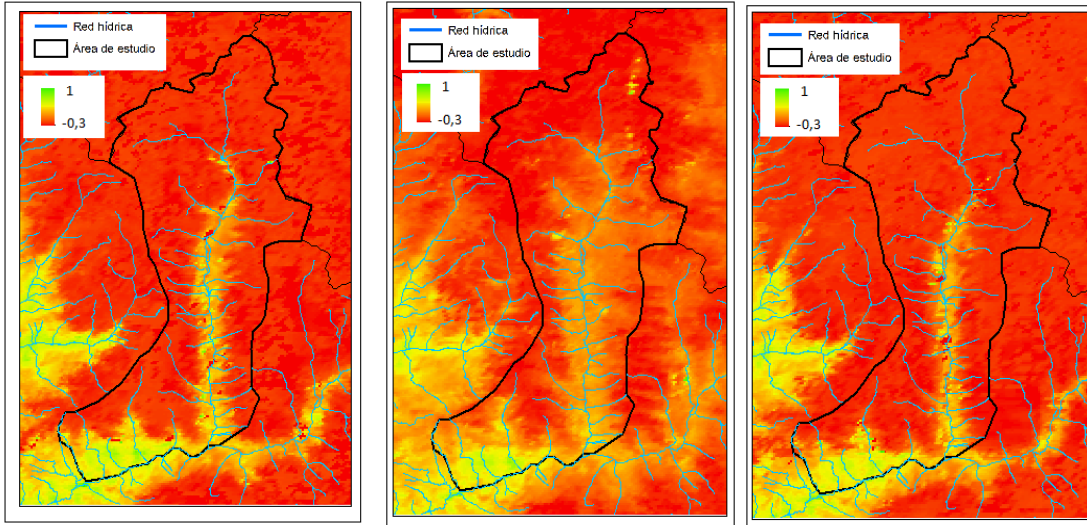 Red hídrica
Área de estudio
1
-0,3
Red hídrica
Área de estudio
1
-0,3
Red hídrica
Área de estudio
1
-0,3